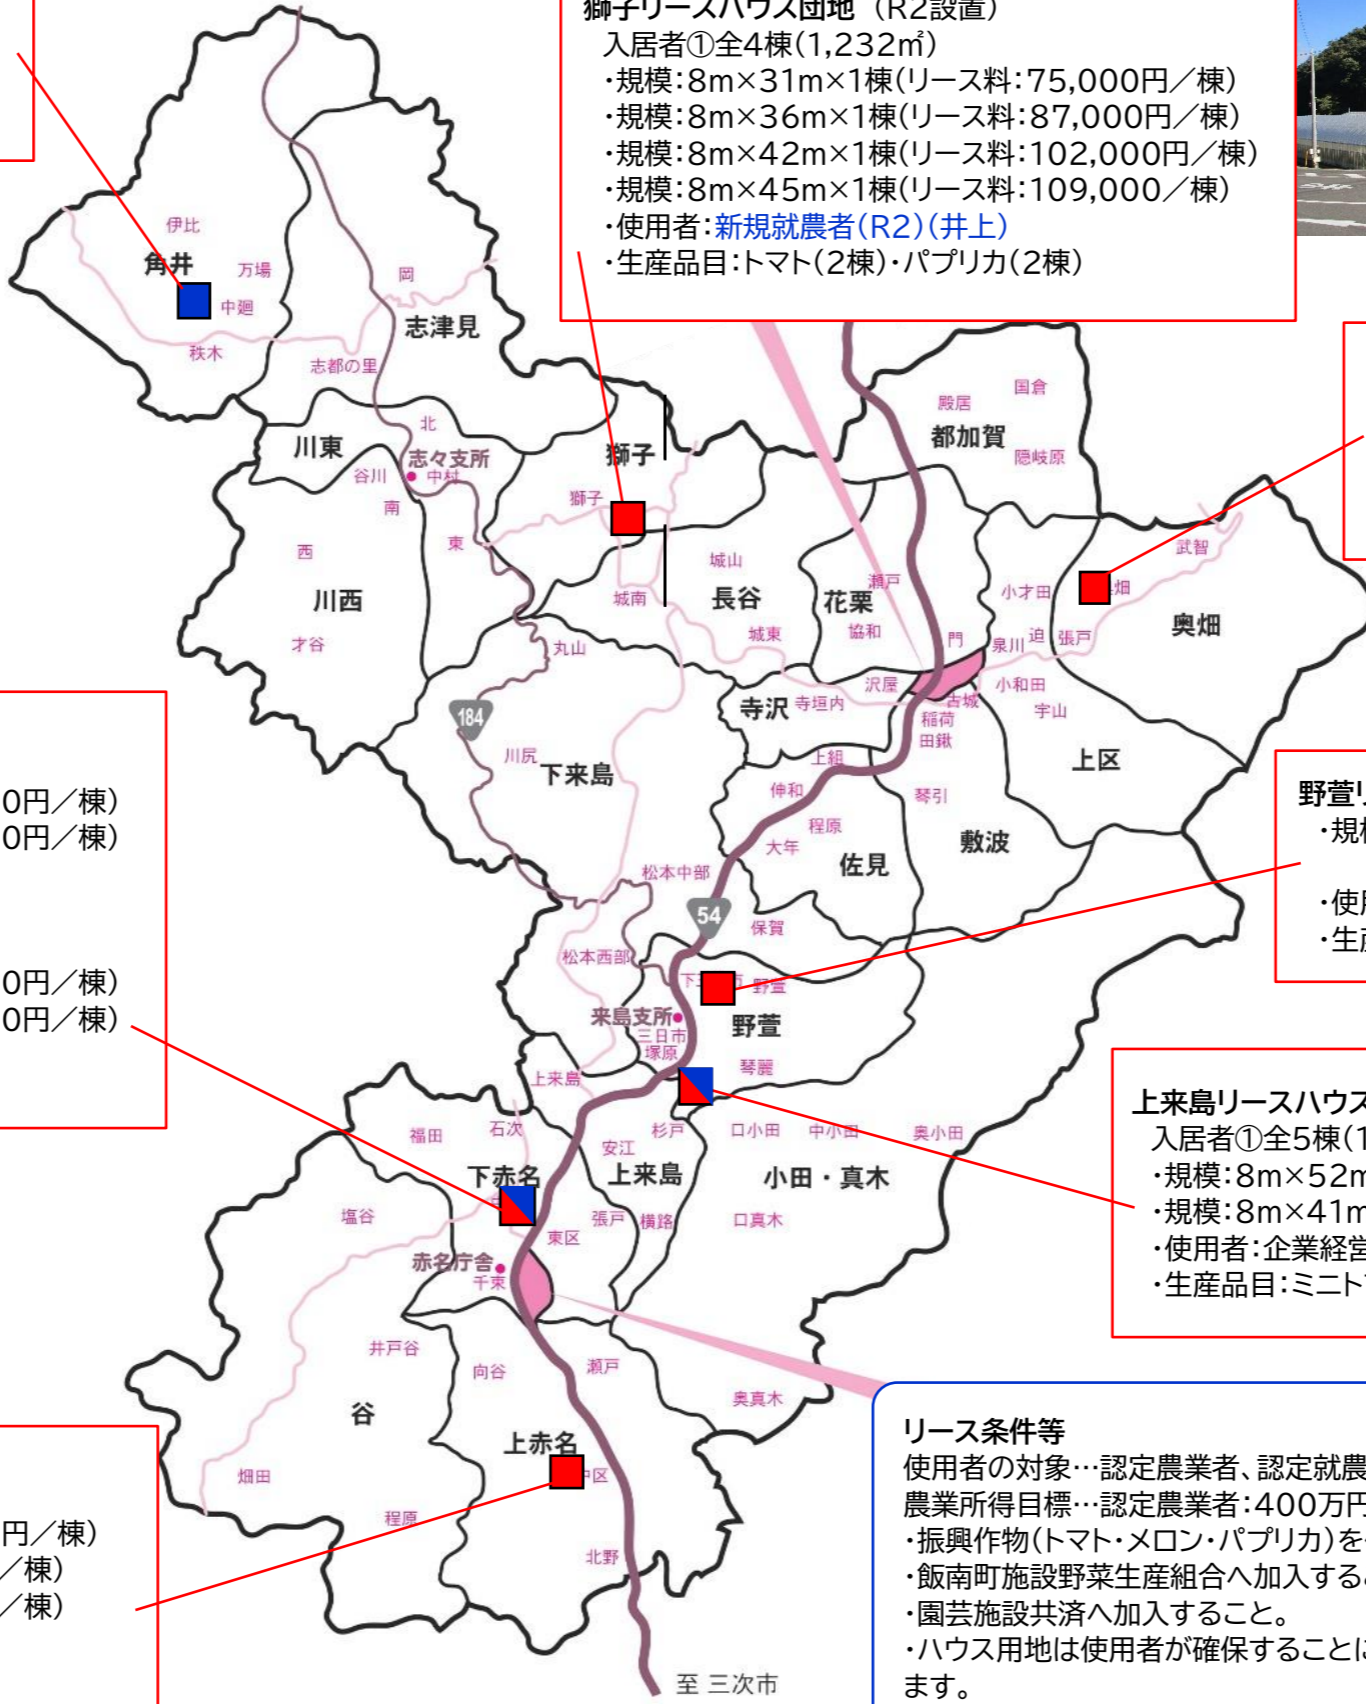 獅子リースハウス団地（R2設置）
入居者①全4棟（1,232㎡）
・規模：8m×31m×1棟（リース料：75,000円／棟）
・規模：8m×36m×1棟（リース料：87,000円／棟）
・規模：8m×42m×1棟（リース料：102,000円／棟）
・規模：8m×45m×1棟（リース料：109,000／棟）
・使用者：新規就農者（R2）（井上）
・生産品目：トマト（2棟）・パプリカ（2棟）
伊比
角井
万場
中廻
秩木
岡
志津見
志都の里
川東
北
志々支所
谷川
中村
南
東
獅子
獅子
都加賀
殿居
国倉
隠岐原
西
川西
才谷
城山
長谷
城南
城東
丸山
花栗
瀬戸
協和
門
小才田
武智
畑
奥畑
泉川
迫
張戸
小和田
宇山
上区
沢屋
寺沢
寺垣内
古城
稲荷
田鍬
184
川尻
下来島
上組
伸和
程原
大年
佐見
琴引
敷波
0円／棟）
0円／棟）
0円／棟）
0円／棟）
松本中部
54
保賀
松本西部
野萱
来島支所
三日市
塚原
野萱
琴麗
野萱リ
・規模
・使用
・生産
上来島
福田
石次
下赤名
塩谷
東区
赤名庁舎
千束
安江
杉戸
上来島
張戸
横路
口小田
中小田
奥小田
小田・真木
口真木
奥真木
上来島リースハウス
入居者①全5棟（1
・規模：8m×52m
・規模：8m×41m
・使用者：企業経営
・生産品目：ミニト
井戸谷
谷
畑田
程原
向谷
瀬戸
上赤名
中区
北野
円／棟）
／棟）
／棟）
至 三次市
リース条件等
使用者の対象…認定農業者、認定就農
農業所得目標…認定農業者：400万円
・振興作物（トマト・メロン・パプリカ）を
・飯南町施設野菜生産組合へ加入する
・園芸施設共済へ加入すること。
・ハウス用地は使用者が確保することに
ます。